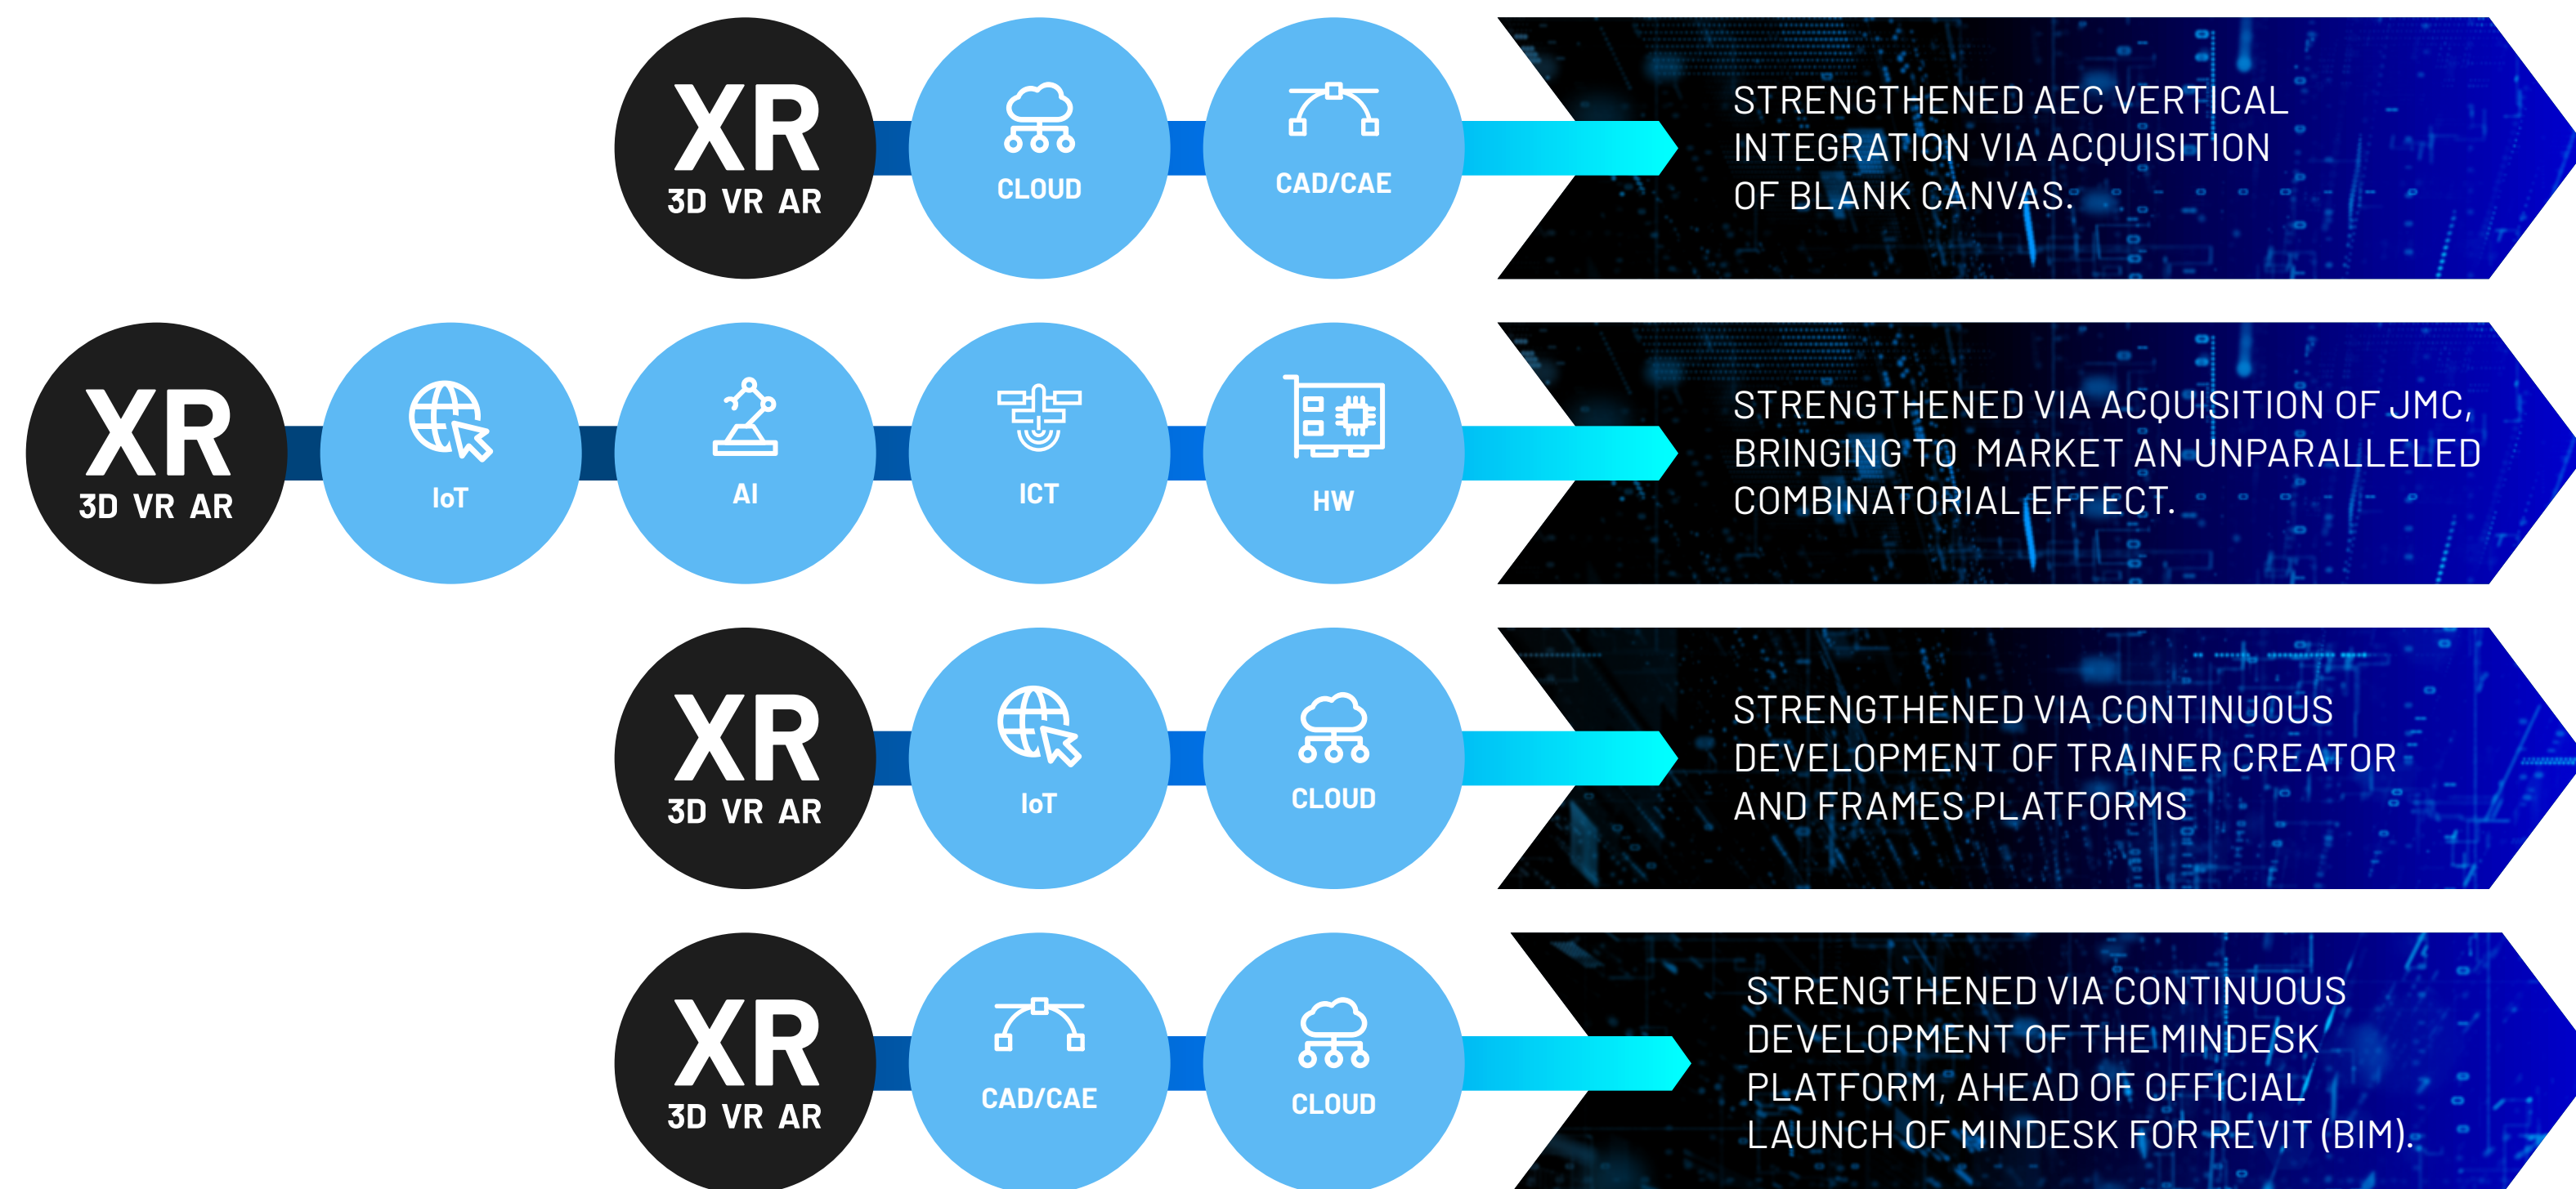 XR
3D VR AR
CLOUD
CAD/CAE
STRENGTHENED AEC VERTICAL
INTEGRATION VIA ACQUISITION
OF BLANK CANVAS.
XR
3D VR AR
IoT
AI
ICT
HW
STRENGTHENED VIA ACQUISITION OF JMC,
BRINGING TO MARKET AN UNPARALLELED
COMBINATORIAL EFFECT.
XR
3D VR AR
IoT
CLOUD
STRENGTHENED VIA CONTINUOUS
DEVELOPMENT OF TRAINER CREATOR
AND FRAMES PLATFORMS
XR
3D VR AR
CAD/CAE
CLOUD
STRENGTHENED VIA CONTINUOUS
DEVELOPMENT OF THE MINDESK
PLATFORM, AHEAD OF OFFICIAL
LAUNCH OF MINDESK FOR REVIT (BIM).